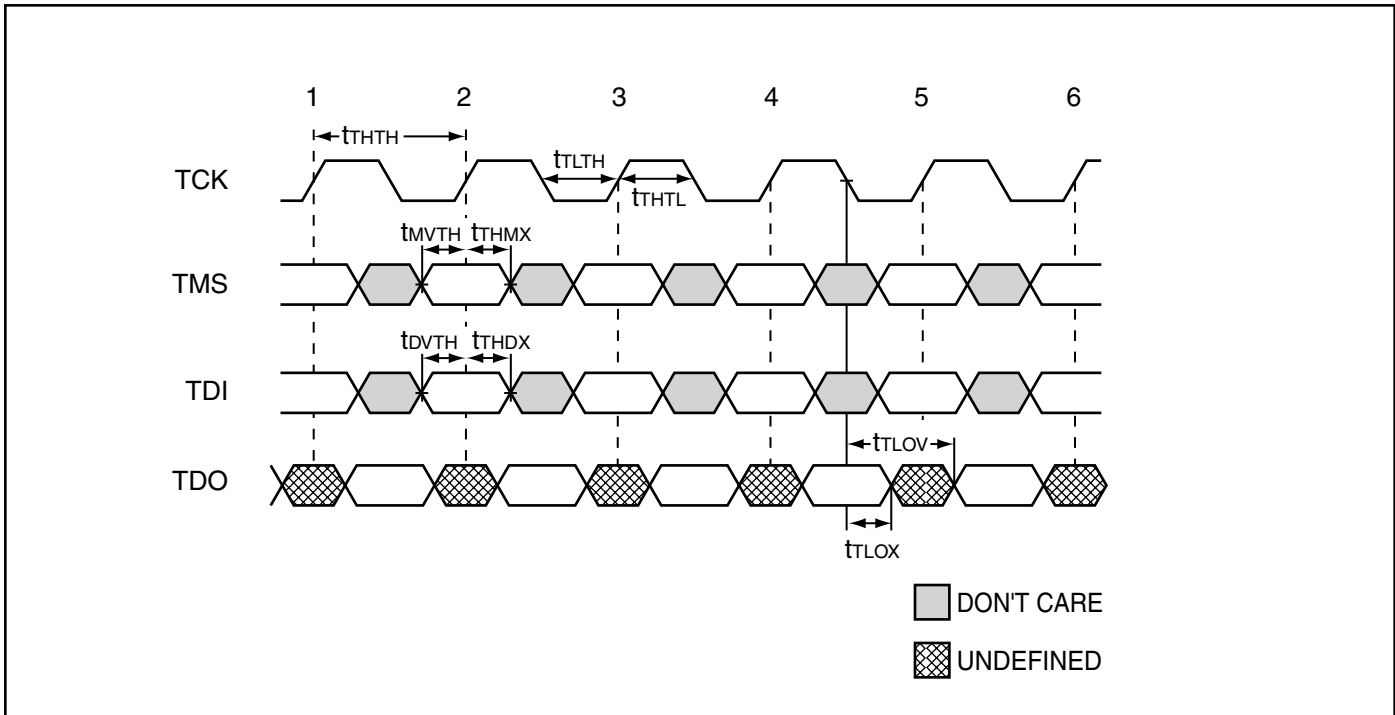 1 2 3 4 5 6
tTHTH
tTLTH
TCK
tTHTL
tMVTH tTHMX
TMS
tDVTH tTHDX
TDI
tTLOV
TDO
tTLOX
DON'T CARE
UNDEFINED